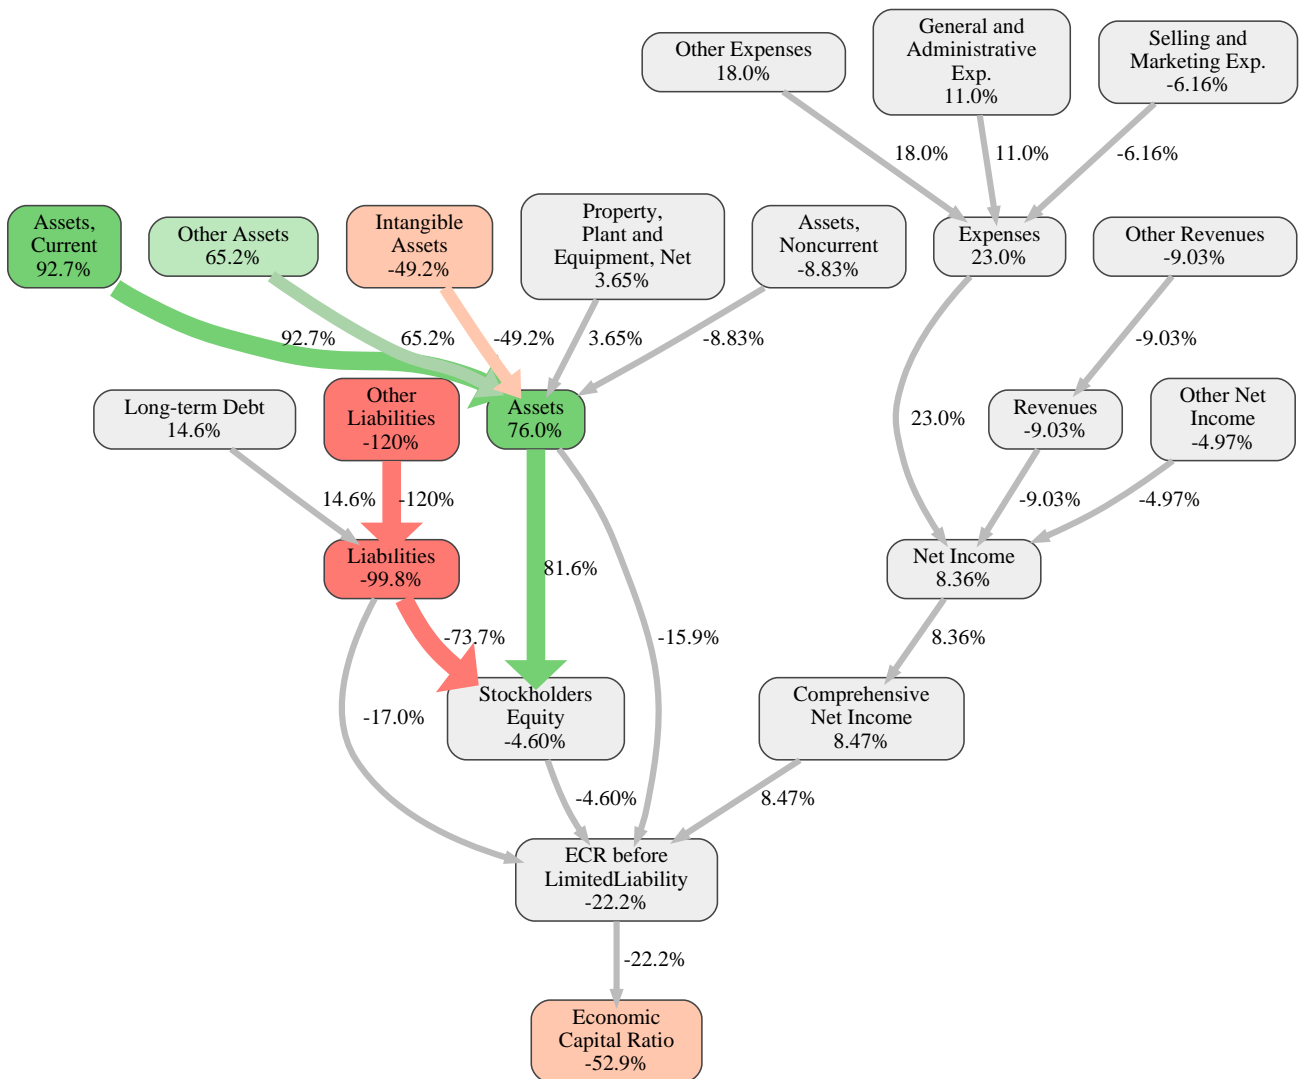 Other Expenses
18.0%
General and
Administrative
Exp.
11.0%
Selling and
Marketing Exp.
-6.16%
18.0%
11.0%
-6.16%
Assets,
Current
92.7%
Other Assets
65.2%
Intangible
Assets
-49.2%
Property,
Plant and
Equipment, Net
3.65%
Assets,
Noncurrent
-8.83%
Expenses
23.0%
Other Revenues
-9.03%
92.7%
65.2%
-49.2%
3.65%
-8.83%
-9.03%
Long-term Debt
14.6%
Other
Liabilities
-120%
Assets
76.0%
23.0%
Revenues
-9.03%
Other Net
Income
-4.97%
14.6%
-120%
-9.03%
-4.97%
Liabilities
-99.8%
81.6%
Net Income
8.36%
-73.7%
-15.9%
8.36%
-17.0%
Stockholders
Equity
-4.60%
Comprehensive
Net Income
8.47%
-4.60%
8.47%
ECR before
LimitedLiability
-22.2%
-22.2%
Economic
Capital Ratio
-52.9%